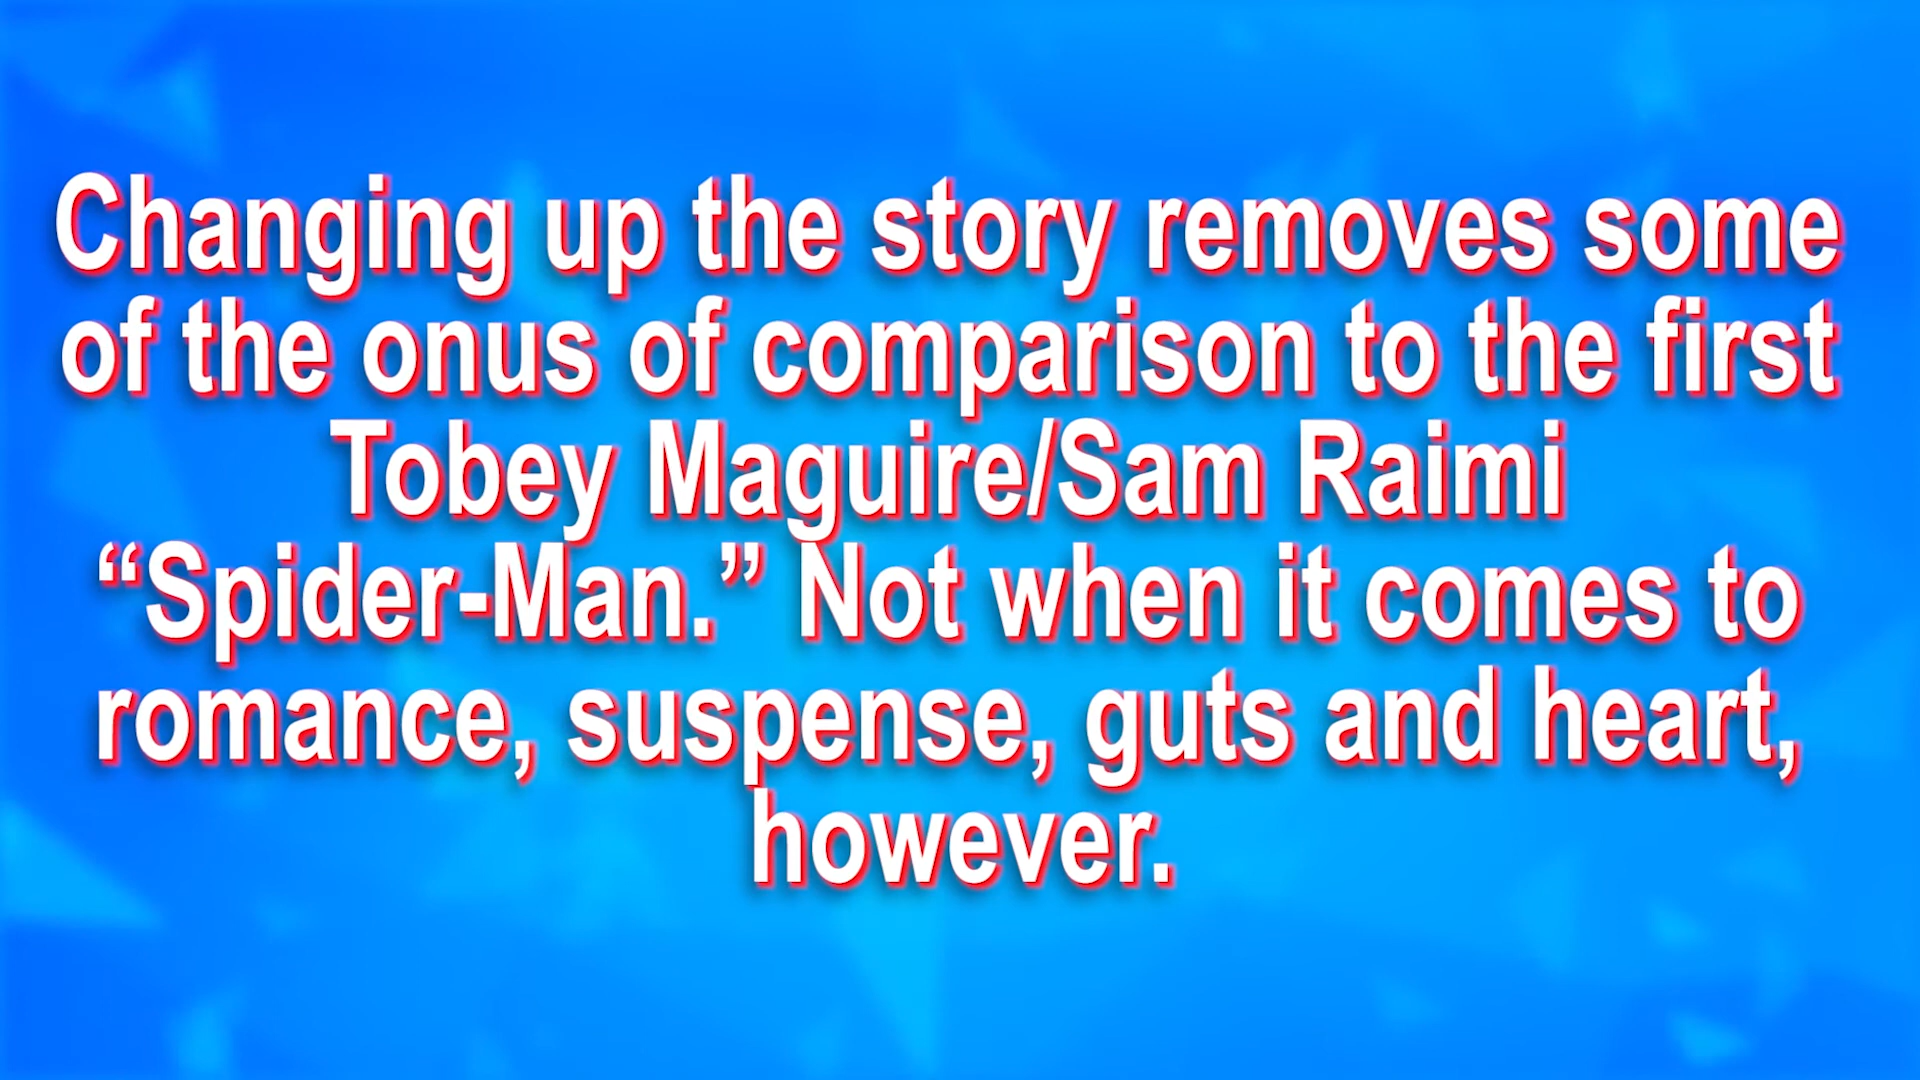 Changing up the story removes some
of the onus of comparison to the first
Tobey Maguire/Sam Raimi
“Spider-Man.” Not when it comes to
romance, suspense, guts and heart,
however.